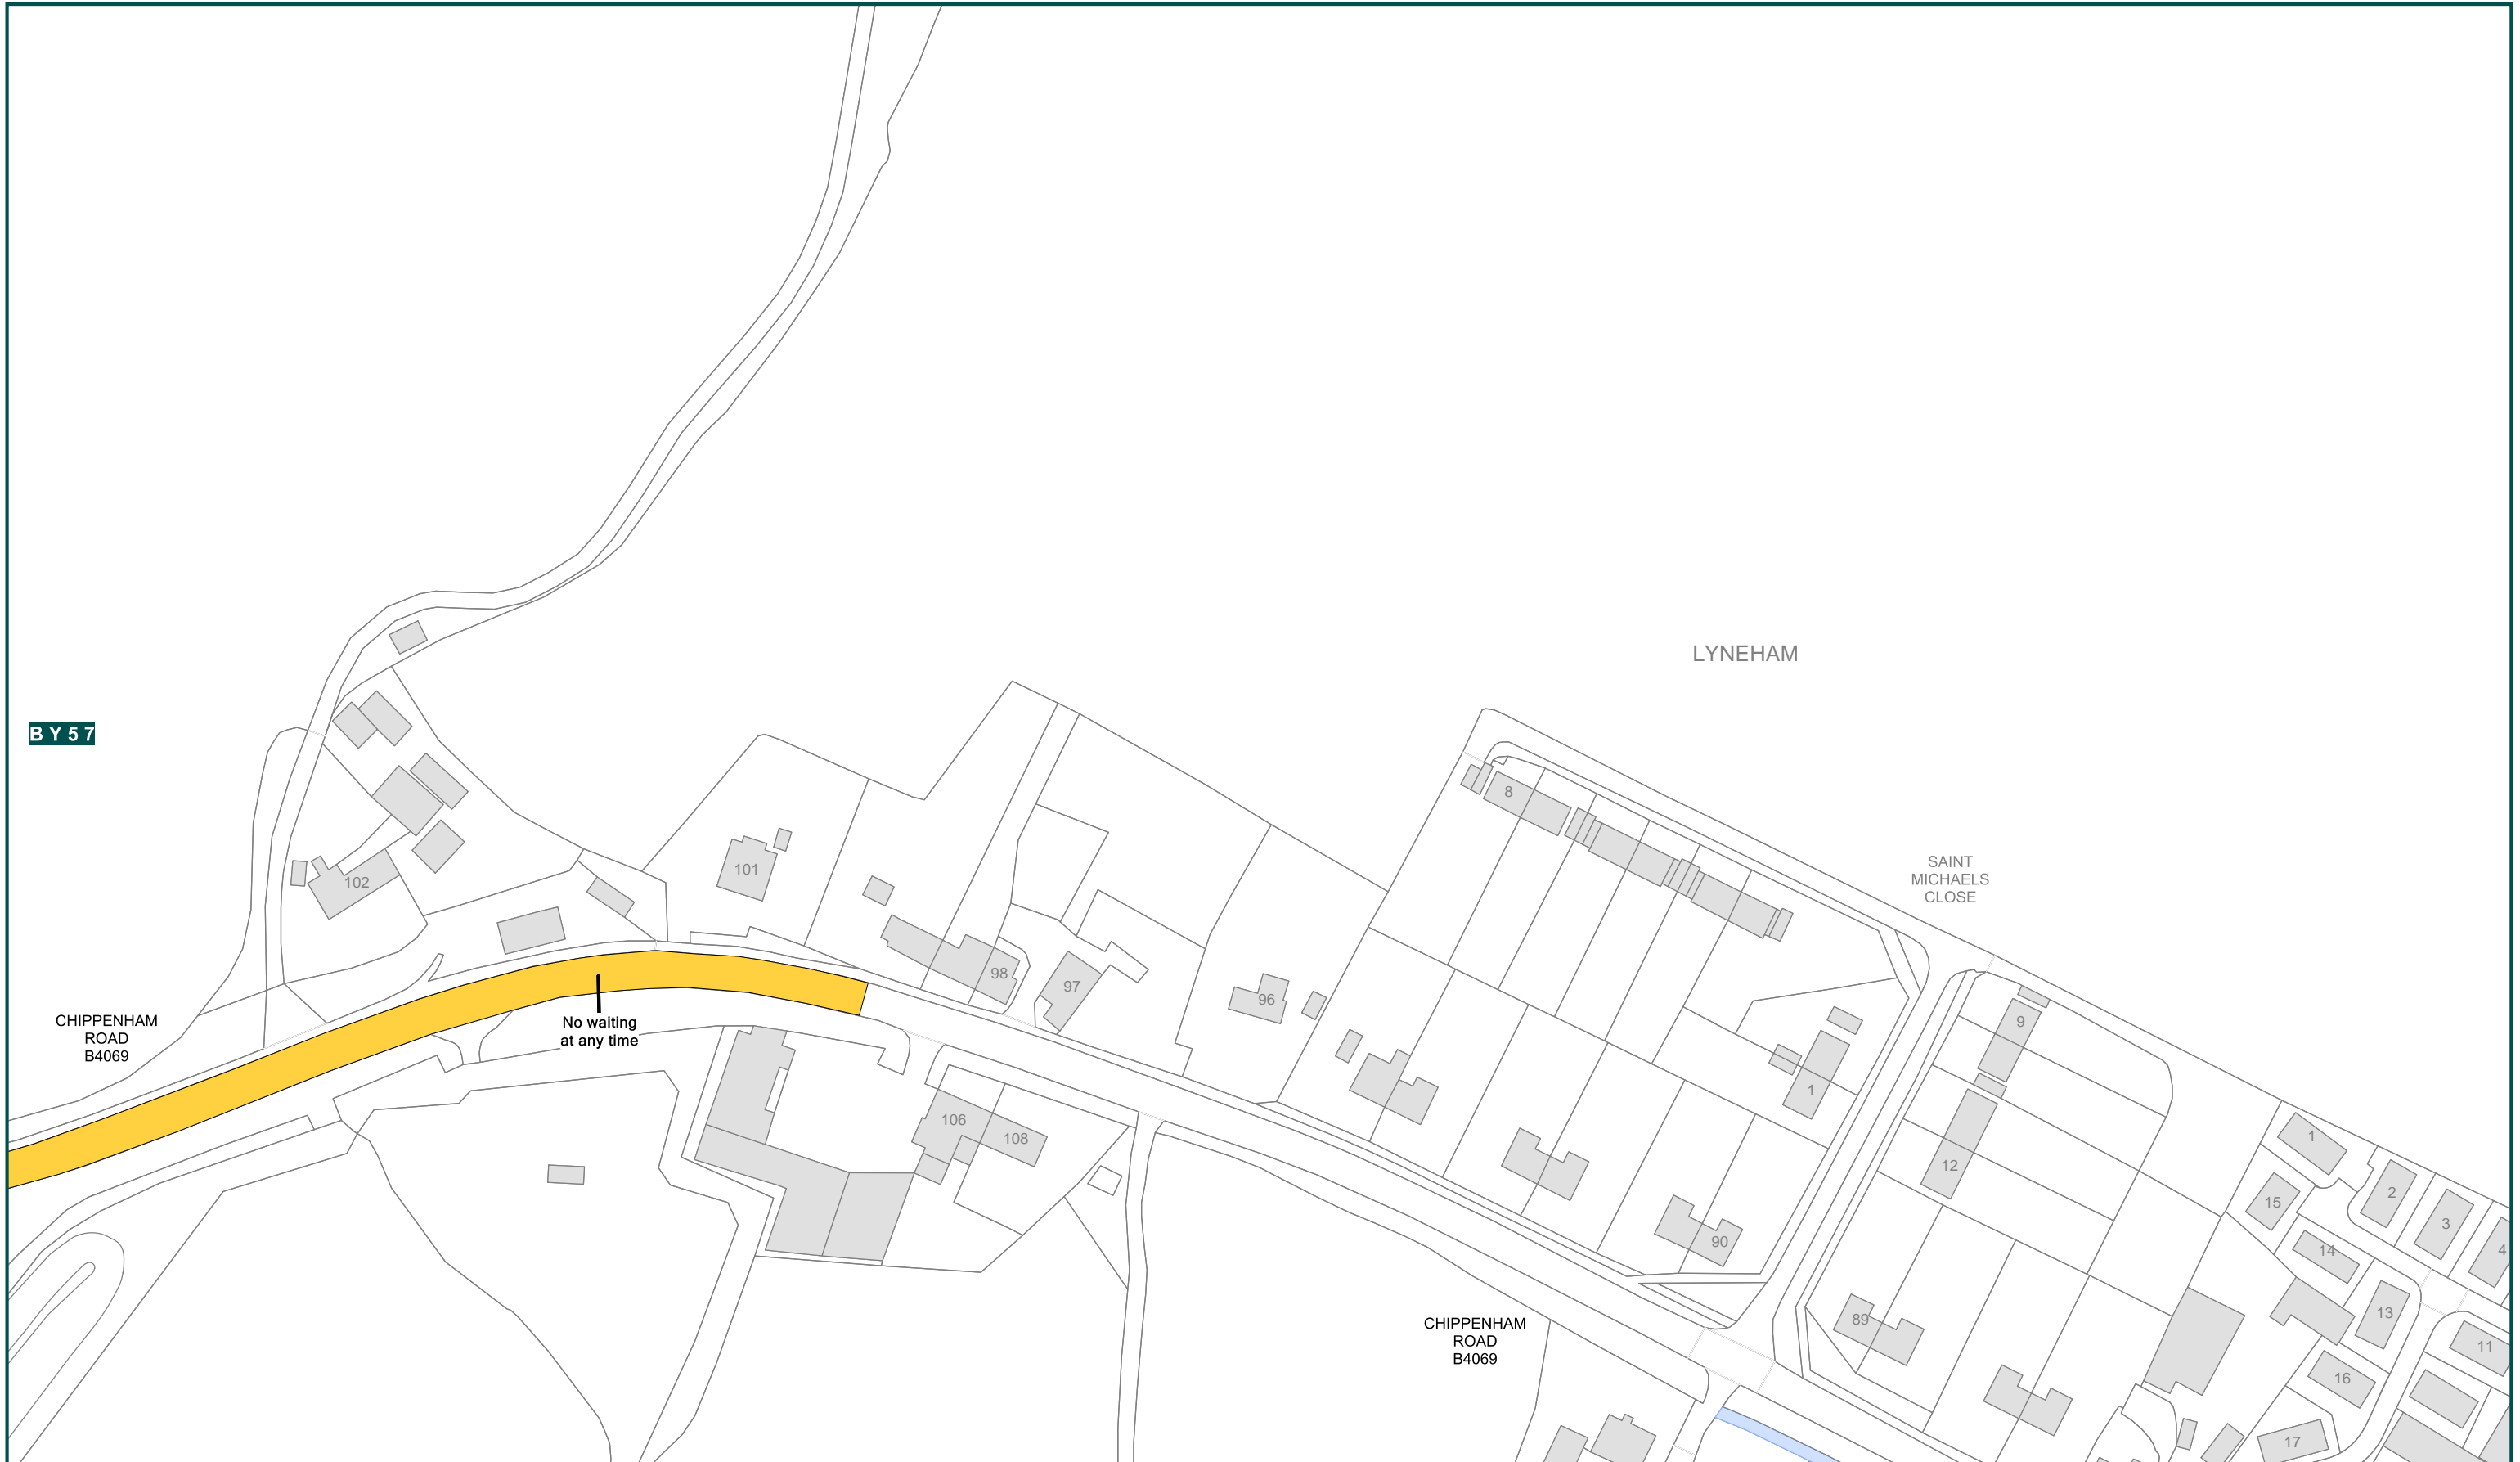 LYNEHAM
BY57
8
SAINT
MICHAELS
CLOSE
101
102
98
97
96
CHIPPENHAM
ROAD
B4069
No waiting
at any time
9
1
106
108
12
1
15
2
3
14
4
90
13
89
11
CHIPPENHAM
ROAD
B4069
16
17